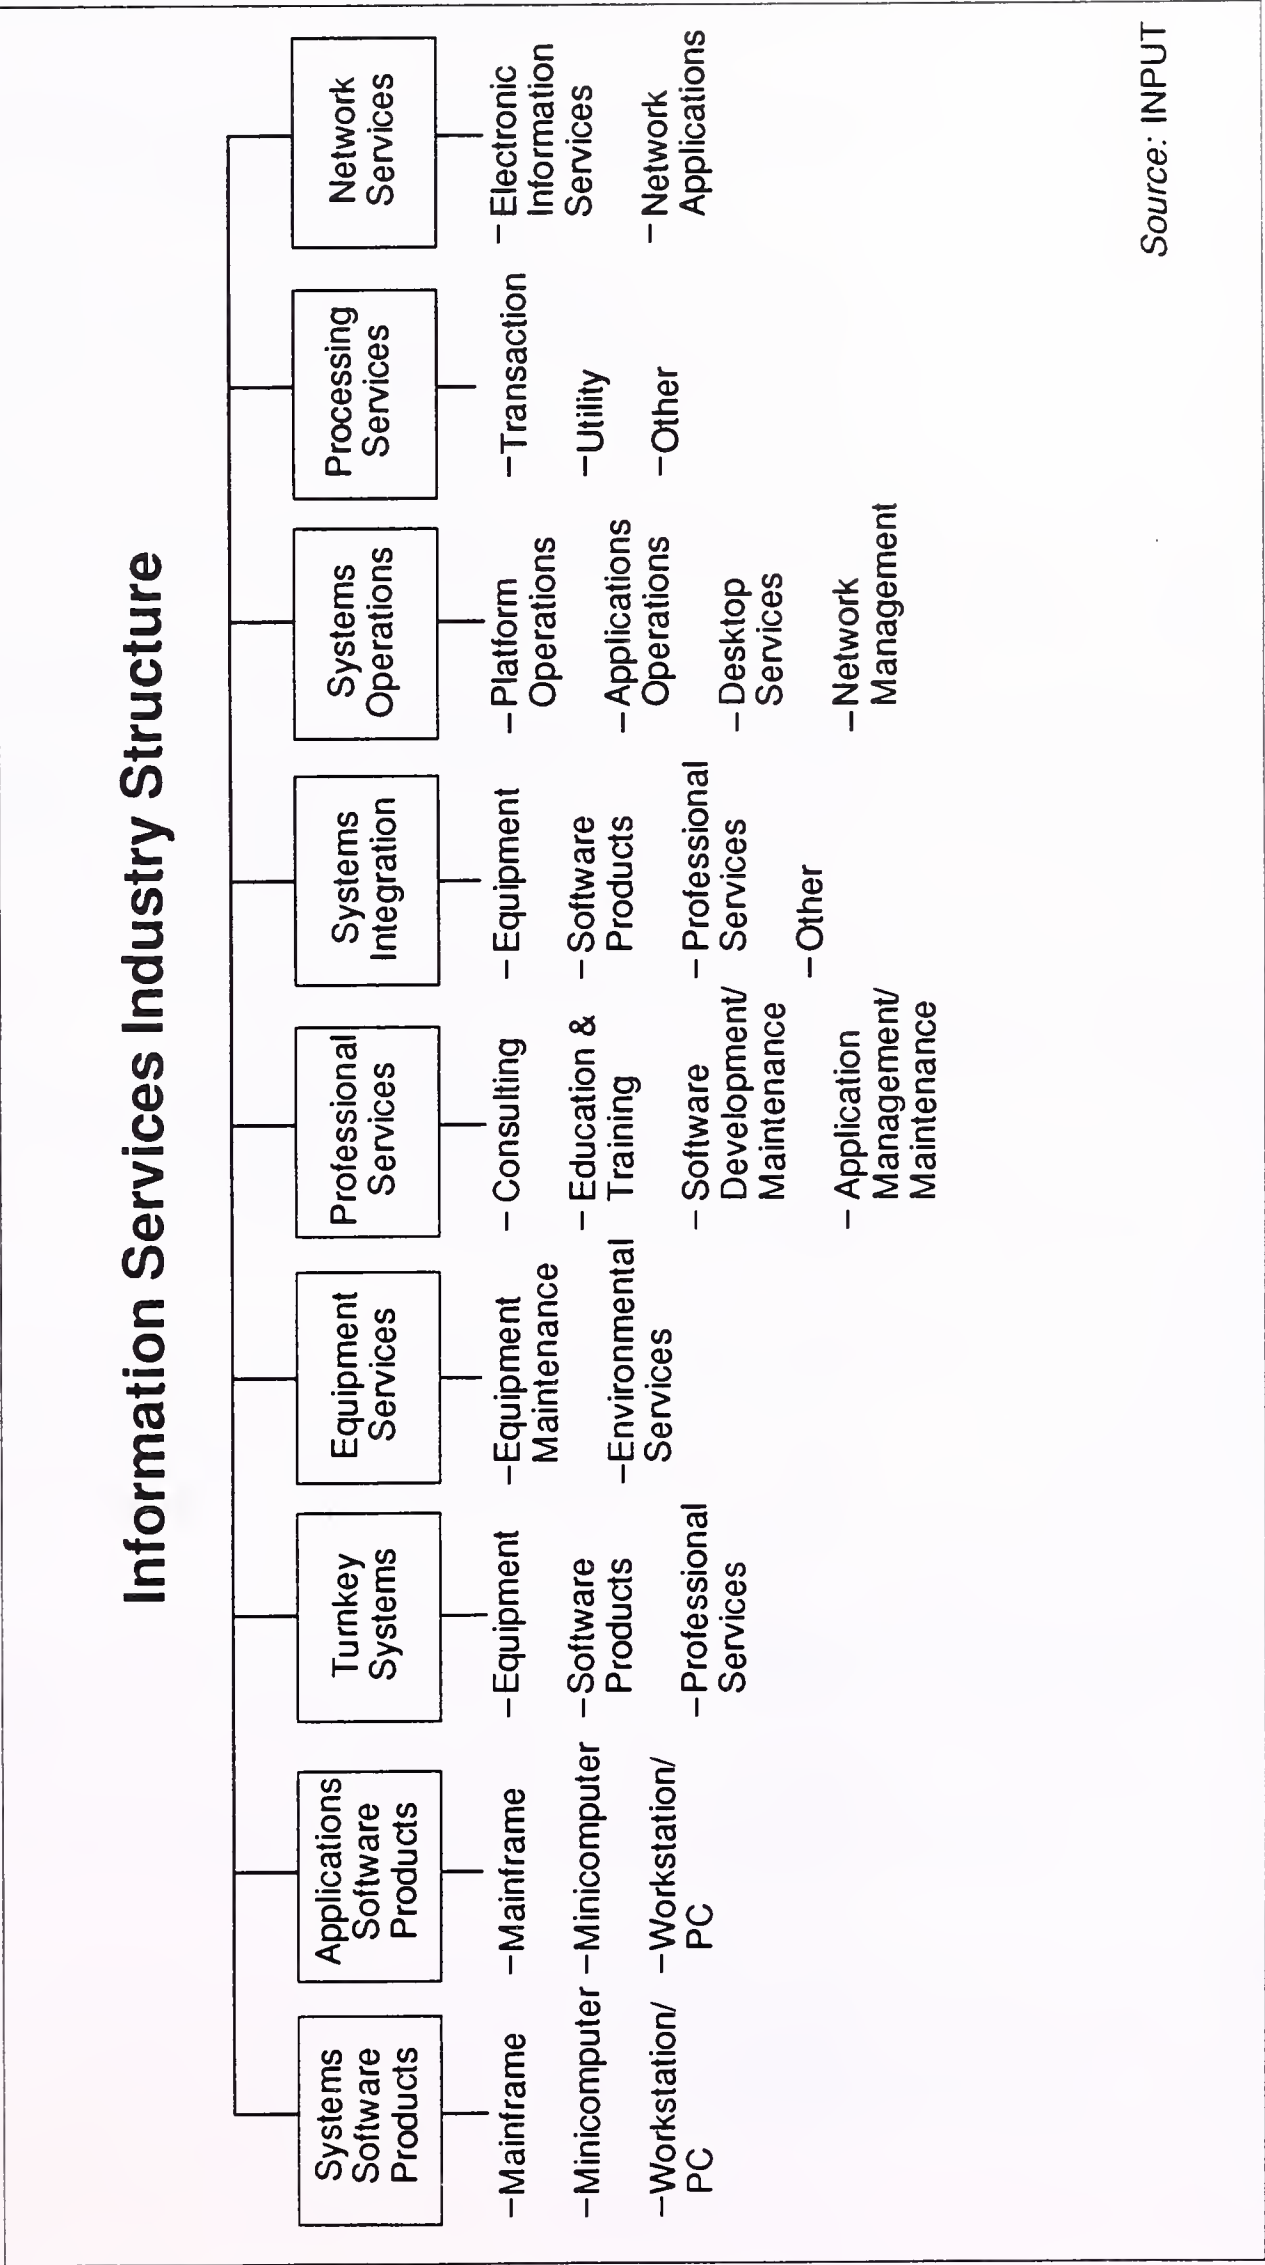 Information Services Industry Structure
Systems
Software
Products
–Mainframe
–Minicomputer
–Workstation/
PC
Applications
Software
Products
–Mainframe
–Minicomputer
–Workstation/
PC
Turnkey
Systems
–Equipment
–Software
Products
–Professional
Services
Equipment
Services
–Equipment
Maintenance
–Environmental
Services
Professional
Services
– Consulting
– Education &
Training
– Software
Development/
Maintenance
– Application
Management/
Maintenance
Systems
Integration
–Equipment
–Software
Products
–Professional
Services
–Other
Systems
Operations
–Platform
Operations
–Applications
Operations
–Desktop
Services
–Network
Management
Processing
Services
–Transaction
–Utility
–Other
Network
Services
– Electronic
Information
Services
– Network
Applications
Source: INPUT